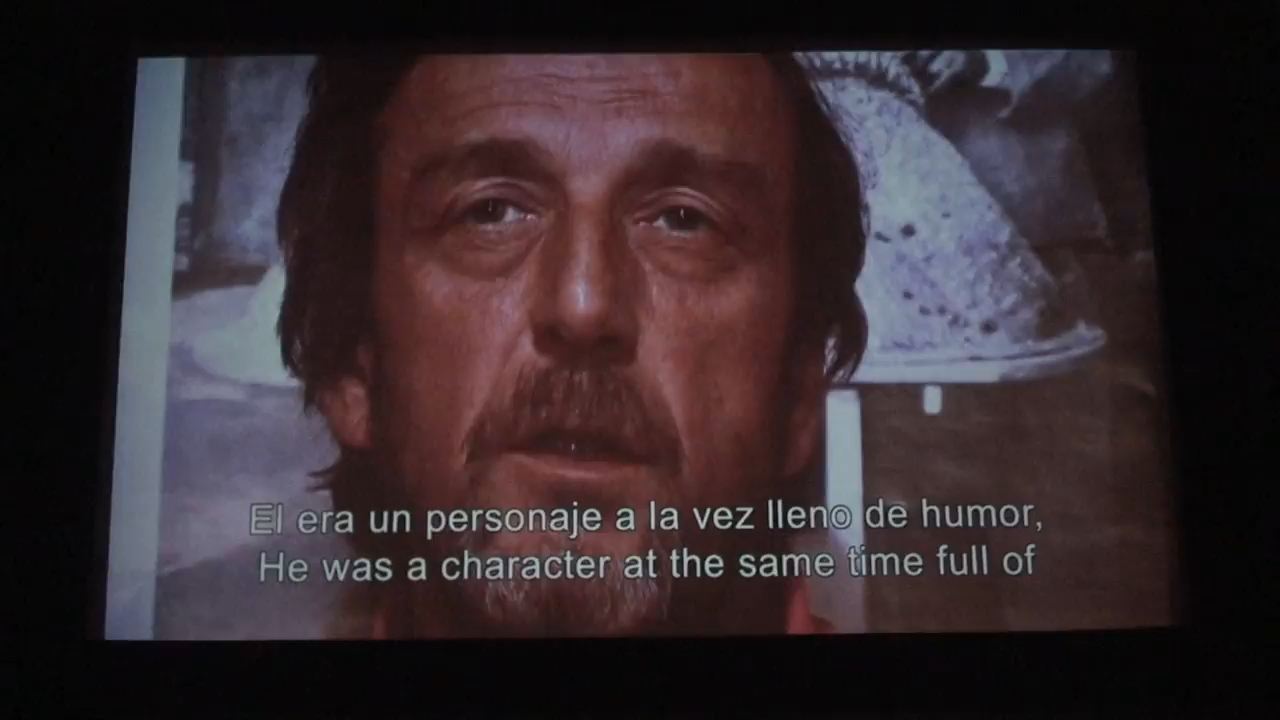 El era un personaje a la vez lleno de humor,
He was a character at the same time full of